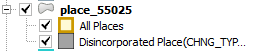 place_55025
All Places
Disincorporated Place(CHNG_TYP...